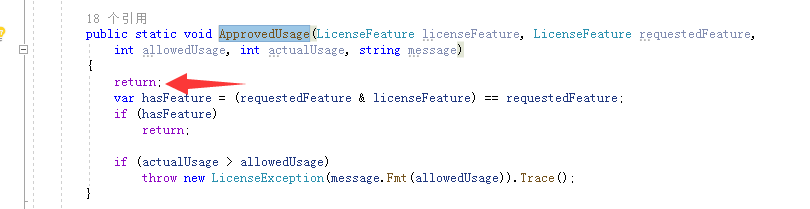 18 个引用
public static void ApprovedUsage(LicenseFeature licenseFeature, LicenseFeature requestedFeature,
int allowedUsage, int actualUsage, string message)
{
return;
var hasFeature = (requestedFeature & licenseFeature) == requestedFeature;
if (hasFeature)
return;
if (actualUsage > allowedUsage)
throw new LicenseException(message.Fmt(allowedUsage)).Trace();
}